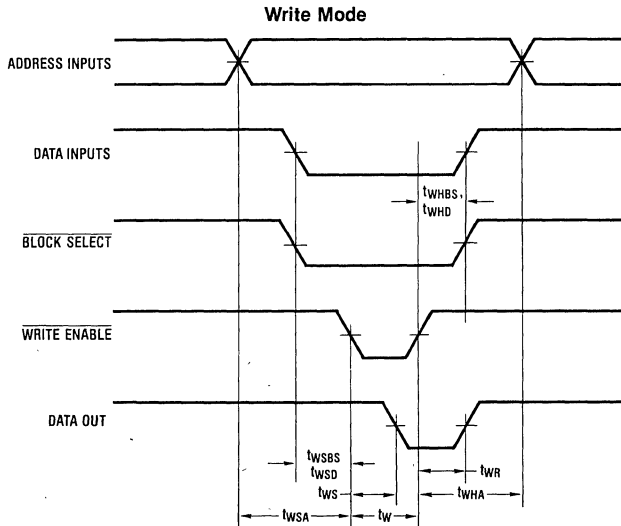 Write Mode
ADDRESS INPUTS
DATA INPUTS
tWHBS,
tWHD
BLOCK SELECT
WRITE ENABLE
DATA OUT
tWSBS
tWSD
tWR
tWS
tWHA
tWSA
tW